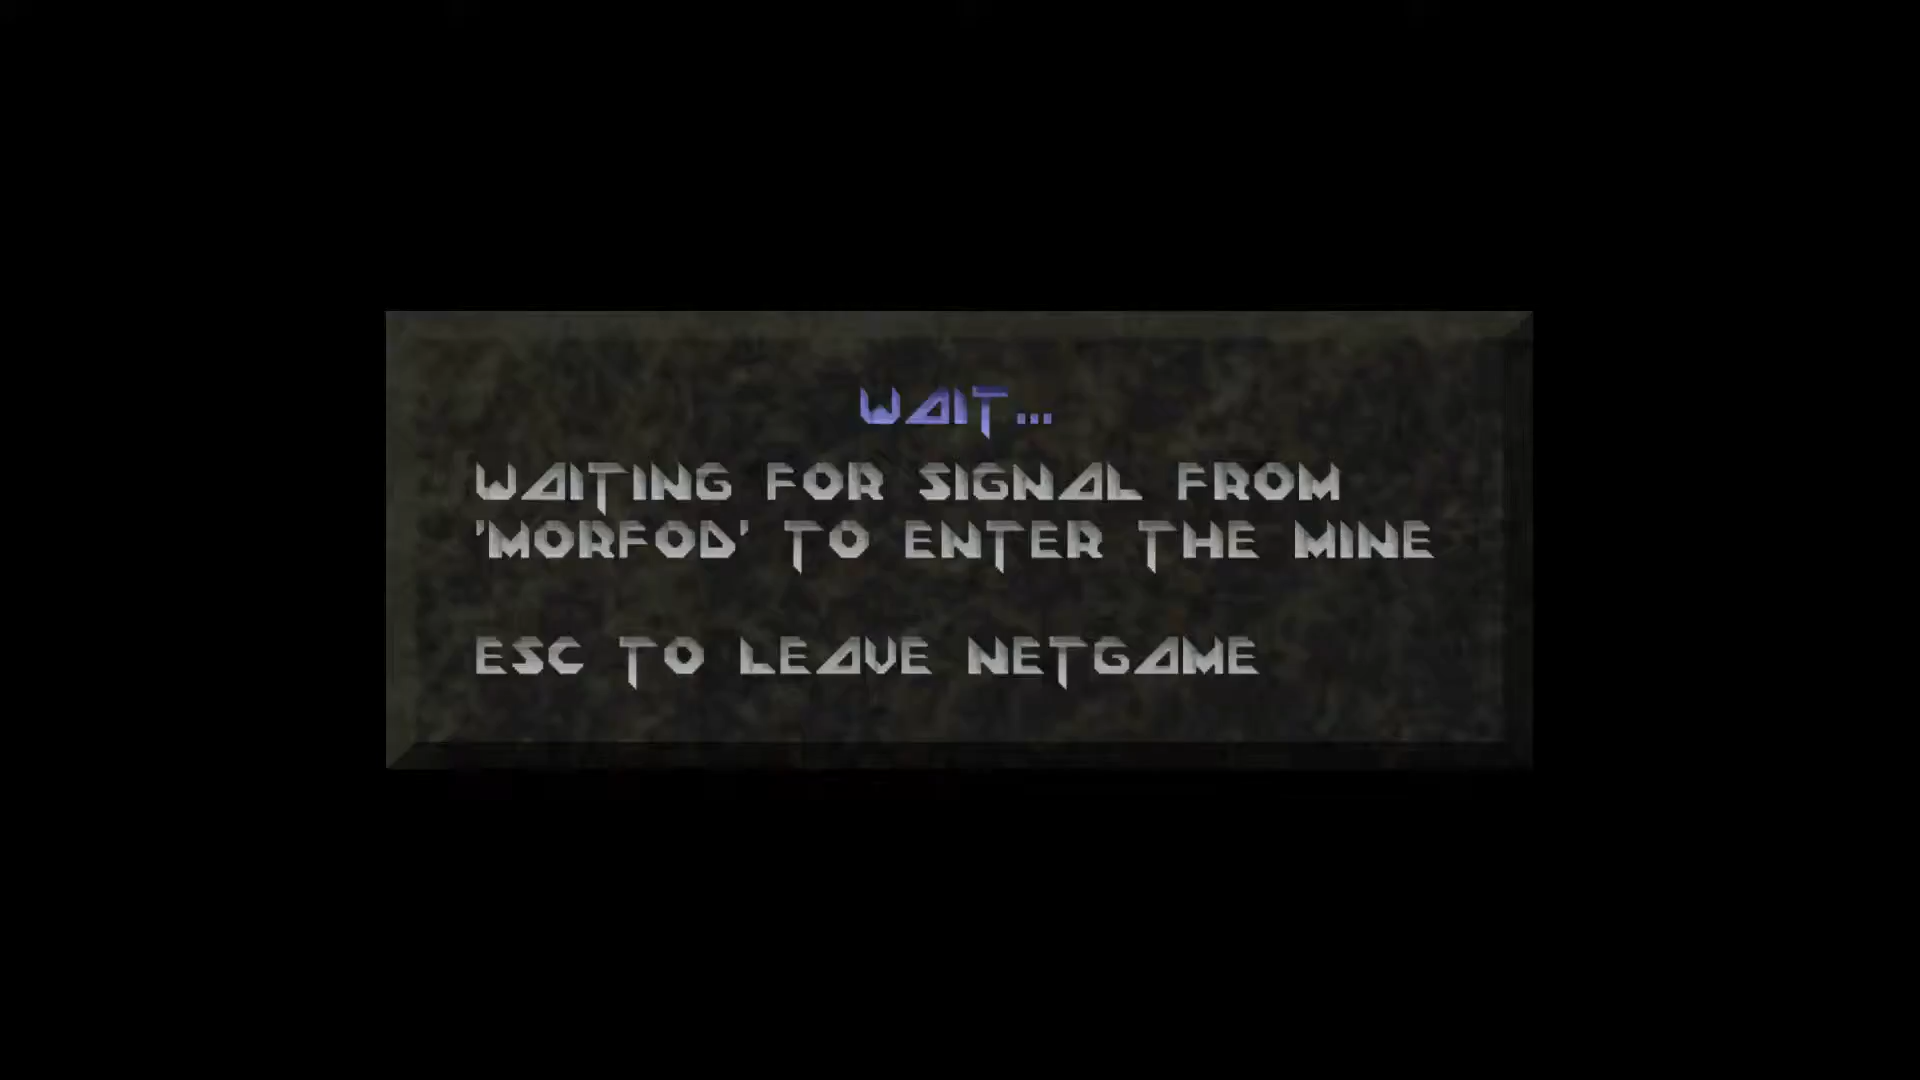 WAIT...
WAITING FOR SIGNAL FROM
'MORFOD' TO ENTER THE MINE
ESC TO LEAVE NETGAME